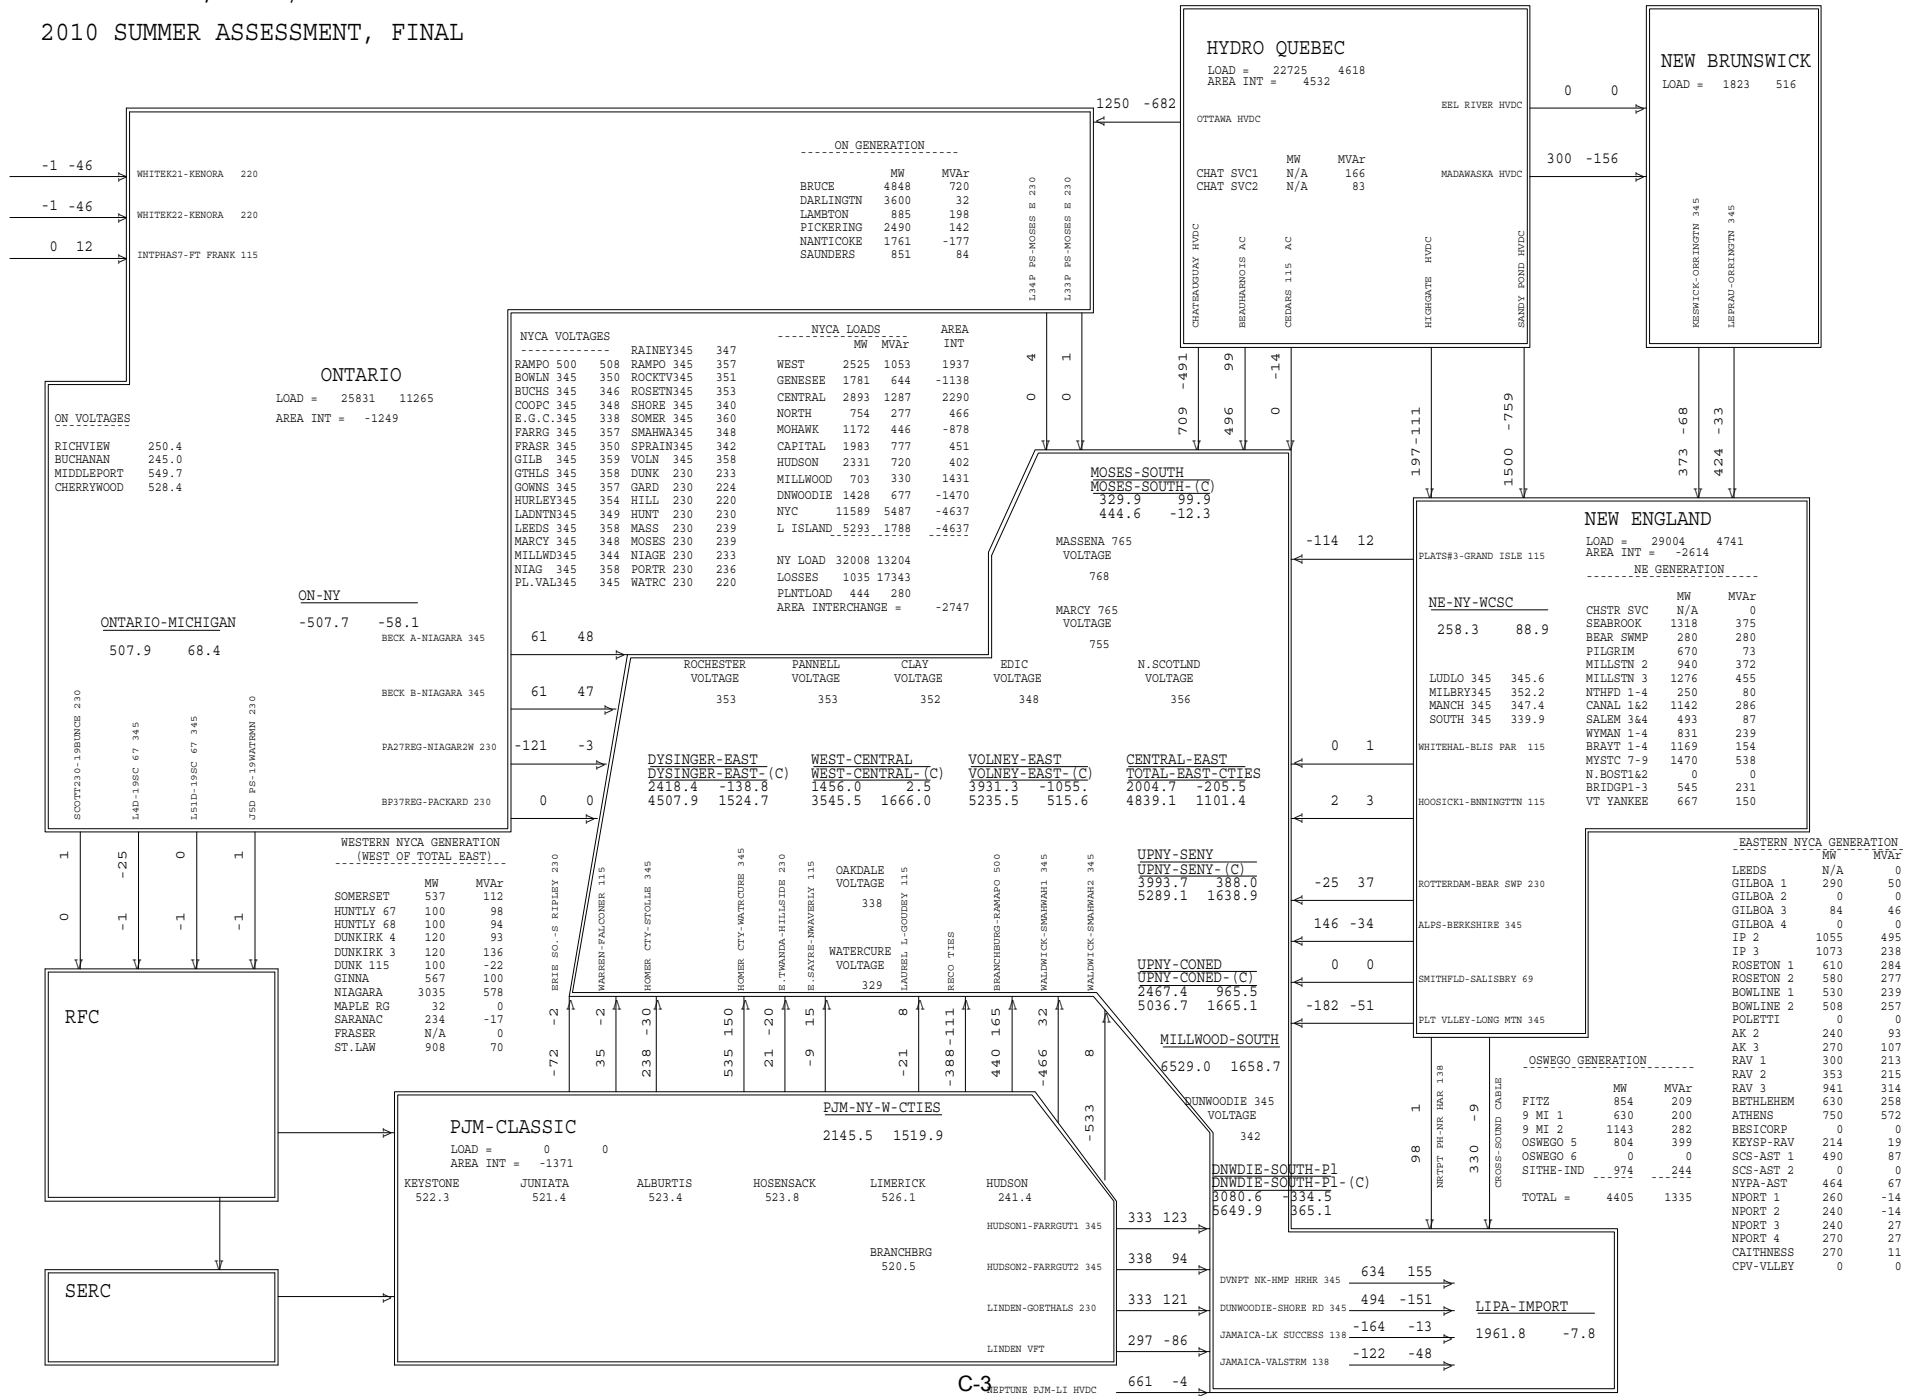 2010 SUMMER ASSESSMENT, FINAL
HYDRO QUEBEC
LOAD = 22725 4618
AREA INT = 4532
OTTAWA HVDC
1250 -682
EEL RIVER HVDC
0 0
MADAWASKA HVDC
300 -156
MW MVAr
CHAT SVC1 N/A 166
CHAT SVC2 N/A 83
CHATEAUGUAY HVDC
BEAUHARNOIS AC
CEDARS 115 AC
HIGHGATE HVDC
SANDY POND HVDC
709 -491
496 99
0 -14
197-111
1500 -759
NEW BRUNSWICK
LOAD = 1823 516
KESWICK-ORRINGTN 345
LEPRAU-ORRINGTN 345
373 -68
424 -33
-1 -46
WHITEK21-KENORA 220
-1 -46
WHITEK22-KENORA 220
0 12
INTPHAS7-FT FRANK 115
ON GENERATION
MW MVAr
BRUCE 4848 720
DARLINGTN 3600 32
LAMBTON 885 198
PICKERING 2490 142
NANTICOKE 1761 -177
SAUNDERS 851 84
L34P PS-MOSES E 230
L33P PS-MOSES E 230
0 4
0 1
ONTARIO
LOAD = 25831 11265
AREA INT = -1249
ON VOLTAGES
RICHVIEW 250.4
BUCHANAN 245.0
MIDDLEPORT 549.7
CHERRYWOOD 528.4
ON-NY
-507.7 -58.1
ONTARIO-MICHIGAN
507.9 68.4
BECK A-NIAGARA 345
61 48
BECK B-NIAGARA 345
61 47
PA27REG-NIAGAR2W 230
-121 -3
BP37REG-PACKARD 230
0 0
SCOTT230-19BUNCE 230
L4D-19SC 67 345
L51D-19SC 67 345
J5D PS-19WATRMN 230
0 1
-1 -25
-1 0
-1 1
NYCA VOLTAGES
RAINEY345 347
RAMPO 500 508 RAMPO 345 357
BOWLN 345 350 ROCKTV345 351
BUCHS 345 346 ROSETN345 353
COOPC 345 348 SHORE 345 340
E.G.C.345 338 SOMER 345 360
FARRG 345 357 SMAHWA345 348
FRASR 345 350 SPRAIN345 342
GILB 345 359 VOLN 345 358
GTHLS 345 358 DUNK 230 233
GOWNS 345 357 GARD 230 224
HURLEY345 354 HILL 230 220
LADNTN345 349 HUNT 230 230
LEEDS 345 358 MASS 230 239
MARCY 345 348 MOSES 230 239
MILLWD345 344 NIAGE 230 233
NIAG 345 358 PORTR 230 236
PL.VAL345 345 WATRC 230 220
NYCA LOADS AREA
MW MVAr INT
WEST 2525 1053 1937
GENESEE 1781 644 -1138
CENTRAL 2893 1287 2290
NORTH 754 277 466
MOHAWK 1172 446 -878
CAPITAL 1983 777 451
HUDSON 2331 720 402
MILLWOOD 703 330 1431
DNWOODIE 1428 677 -1470
NYC 11589 5487 -4637
L ISLAND 5293 1788 -4637
NY LOAD 32008 13204
LOSSES 1035 17343
PLNTLOAD 444 280
AREA INTERCHANGE = -2747
MOSES-SOUTH
MOSES-SOUTH-(C)
329.9 99.9
444.6 -12.3
MASSENA 765
VOLTAGE
768
MARCY 765
VOLTAGE
755
ROCHESTER PANNELL CLAY EDIC N.SCOTLND
VOLTAGE VOLTAGE VOLTAGE VOLTAGE VOLTAGE
353 353 352 348 356
DYSINGER-EAST WEST-CENTRAL VOLNEY-EAST CENTRAL-EAST
DYSINGER-EAST-(C) WEST-CENTRAL-(C) VOLNEY-EAST-(C) TOTAL-EAST-CTIES
2418.4 -138.8 1456.0 2.5 3931.3 -1055. 2004.7 -205.5
4507.9 1524.7 3545.5 1666.0 5235.5 515.6 4839.1 1101.4
OAKDALE
VOLTAGE
338
WATERCURE
VOLTAGE
329
UPNY-SENY
UPNY-SENY-(C)
3993.7 388.0
5289.1 1638.9
UPNY-CONED
UPNY-CONED-(C)
2467.4 965.5
5036.7 1665.1
MILLWOOD-SOUTH
6529.0 1658.7
DUNWOODIE 345
VOLTAGE
342
DNWDIE-SOUTH-Pl
DNWDIE-SOUTH-Pl-(C)
3080.6 -334.5
5649.9 365.1
ERIE SO.-S RIPLEY 230
WARREN-FALCONER 115
HOMER CTY-STOLLE 345
HOMER CTY-WATRCURE 345
E.TWANDA-HILLSIDE 230
E.SAYRE-NWAVERLY 115
LAUREL L-GOUDEY 115
RECO TIES
BRANCHBURG-RAMAPO 500
WALDWICK-SMAHWAH1 345
WALDWICK-SMAHWAH2 345
-72 -2
35 -2
238 -30
535 150
21 -20
-9 15
-21 8
-388-111
440 165
-466 32
-533 8
NEW ENGLAND
LOAD = 29004 4741
AREA INT = -2614
NE GENERATION
MW MVAr
CHSTR SVC N/A 0
SEABROOK 1318 375
BEAR SWMP 280 280
PILGRIM 670 73
MILLSTN 2 940 372
MILLSTN 3 1276 455
NTHFD 1-4 250 80
CANAL 1&2 1142 286
SALEM 3&4 493 87
WYMAN 1-4 831 239
BRAYT 1-4 1169 154
MYSTC 7-9 1470 538
N.BOST1&2 0 0
BRIDGP1-3 545 231
VT YANKEE 667 150
NE-NY-WCSC
258.3 88.9
LUDLO 345 345.6
MILBRY345 352.2
MANCH 345 347.4
SOUTH 345 339.9
-114 12
PLATS#3-GRAND ISLE 115
0 1
WHITEHAL-BLIS PAR 115
2 3
HOOSICK1-BNNINGTTN 115
-25 37
ROTTERDAM-BEAR SWP 230
146 -34
ALPS-BERKSHIRE 345
0 0
SMITHFLD-SALISBRY 69
-182 -51
PLT VLLEY-LONG MTN 345
98 1
NRTPT PH-NR HAR 138
330 -9
CROSS-SOUND CABLE
WESTERN NYCA GENERATION
(WEST OF TOTAL EAST)
MW MVAr
SOMERSET 537 112
HUNTLY 67 100 98
HUNTLY 68 100 94
DUNKIRK 4 120 93
DUNKIRK 3 120 136
DUNK 115 100 -22
GINNA 567 100
NIAGARA 3035 578
MAPLE RG 32 0
SARANAC 234 -17
FRASER N/A 0
ST.LAW 908 70
EASTERN NYCA GENERATION
MW MVAr
LEEDS N/A 0
GILBOA 1 290 50
GILBOA 2 0 0
GILBOA 3 84 46
GILBOA 4 0 0
IP 2 1055 495
IP 3 1073 238
ROSETON 1 610 284
ROSETON 2 580 277
BOWLINE 1 530 239
BOWLINE 2 508 257
POLETTI 0 0
AK 2 240 93
AK 3 270 107
RAV 1 300 213
RAV 2 353 215
RAV 3 941 314
BETHLEHEM 630 258
ATHENS 750 572
BESICORP 0 0
KEYSP-RAV 214 19
SCS-AST 1 490 87
SCS-AST 2 0 0
NYPA-AST 464 67
NPORT 1 260 -14
NPORT 2 240 -14
NPORT 3 240 27
NPORT 4 270 27
CAITHNESS 270 11
CPV-VLLEY 0 0
OSWEGO GENERATION
MW MVAr
FITZ 854 209
9 MI 1 630 200
9 MI 2 1143 282
OSWEGO 5 804 399
OSWEGO 6 0 0
SITHE-IND 974 244
TOTAL = 4405 1335
RFC
SERC
PJM-CLASSIC
LOAD = 0 0
AREA INT = -1371
PJM-NY-W-CTIES
2145.5 1519.9
KEYSTONE JUNIATA ALBURTIS HOSENSACK LIMERICK HUDSON
522.3 521.4 523.4 523.8 526.1 241.4
BRANCHBRG
520.5
HUDSON1-FARRGUT1 345
333 123
HUDSON2-FARRGUT2 345
338 94
LINDEN-GOETHALS 230
333 121
LINDEN VFT
297 -86
NEPTUNE PJM-LI HVDC
661 -4
DVNPT NK-HMP HRHR 345 634 155
DUNWOODIE-SHORE RD 345 494 -151
JAMAICA-LK SUCCESS 138 -164 -13
JAMAICA-VALSTRM 138 -122 -48
LIPA-IMPORT
1961.8 -7.8
C-3